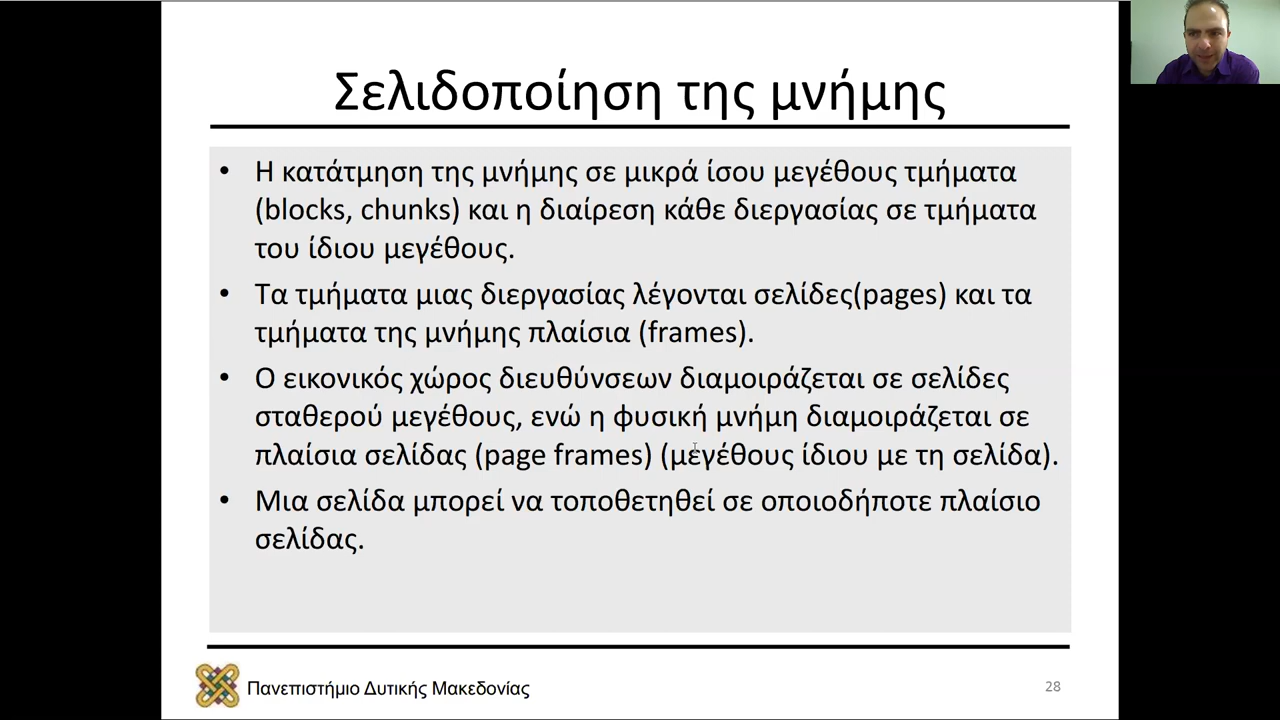 Σελιδοποίηση της μνήμης
• Η κατάτμηση της μνήμης σε μικρά ίσου μεγέθους τμήματα
(blocks, chunks) και η διαίρεση κάθε διεργασίας σε τμήματα
του ίδιου μεγέθους.
• Τα τμήματα μιας διεργασίας λέγονται σελίδες(pages) και τα
τμήματα της μνήμης πλαίσια (frames).
• Ο εικονικός χώρος διευθύνσεων διαμοιράζεται σε σελίδες
σταθερού μεγέθους, ενώ η φυσική μνήμη διαμοιράζεται σε
πλαίσια σελίδας (page frames) (μεγέθους ίδιου με τη σελίδα).
• Μια σελίδα μπορεί να τοποθετηθεί σε οποιοδήποτε πλαίσιο
σελίδας.
Πανεπιστήμιο Δυτικής Μακεδονίας
28